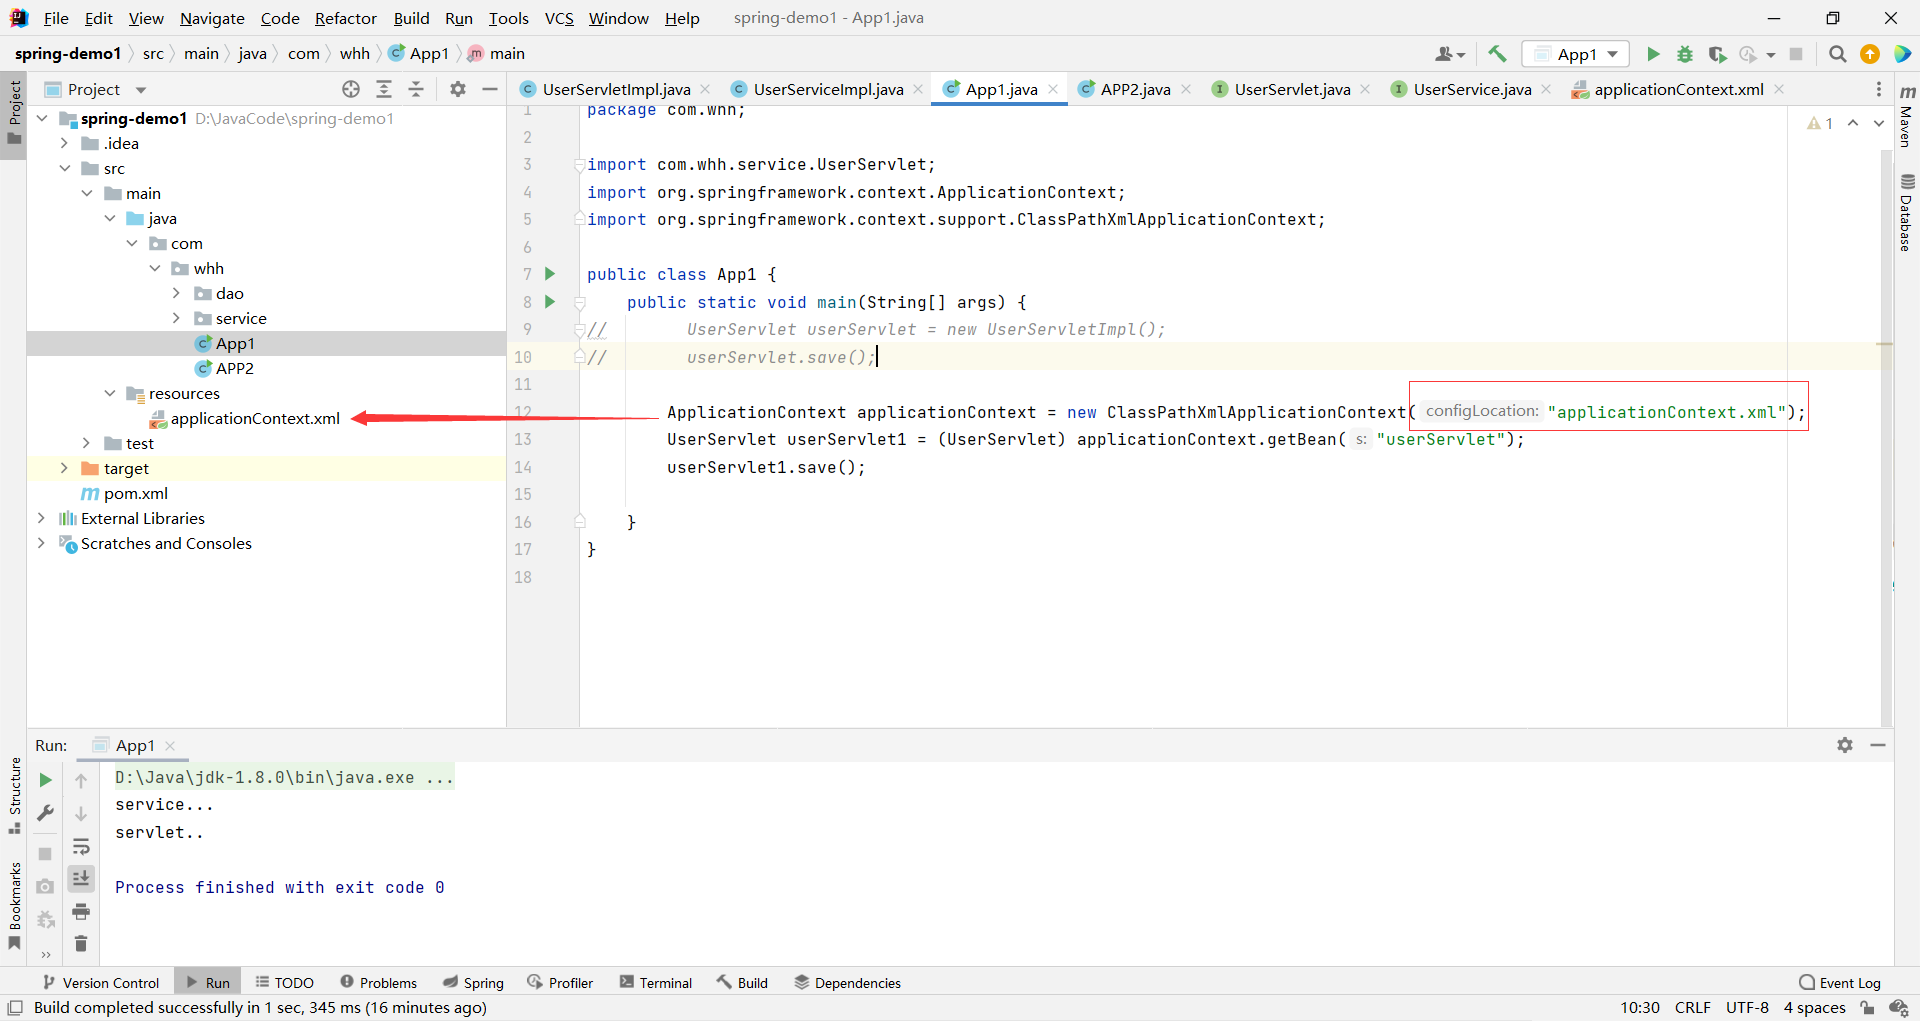 File Edit View Navigate Code Refactor Build Run Tools VCS Window Help spring-demo1 - App1.java
spring-demo1 src main java com whh App1 main
App1
Project
UserServletImpl.java UserServiceImpl.java App1.java APP2.java UserServlet.java UserService.java applicationContext.xml
Project
spring-demo1 D:\JavaCode\spring-demo1
.idea
src
main
java
com
whh
dao
service
App1
APP2
resources
applicationContext.xml
test
target
pom.xml
External Libraries
Scratches and Consoles
1 package com.whh;
2
3 import com.whh.service.UserServlet;
4 import org.springframework.context.ApplicationContext;
5 import org.springframework.context.support.ClassPathXmlApplicationContext;
6
7 public class App1 {
8 public static void main(String[] args) {
9 // UserServlet userServlet = new UserServletImpl();
10 // userServlet.save();
11
12 ApplicationContext applicationContext = new ClassPathXmlApplicationContext( configLocation: "applicationContext.xml");
13 UserServlet userServlet1 = (UserServlet) applicationContext.getBean( s: "userServlet");
14 userServlet1.save();
15
16 }
17 }
18
1
Maven
Database
Run: App1
D:\Java\jdk-1.8.0\bin\java.exe ...
service...
servlet..
Process finished with exit code 0
Structure
Bookmarks
Version Control Run TODO Problems Spring Profiler Terminal Build Dependencies Event Log
Build completed successfully in 1 sec, 345 ms (16 minutes ago) 10:30 CRLF UTF-8 4 spaces